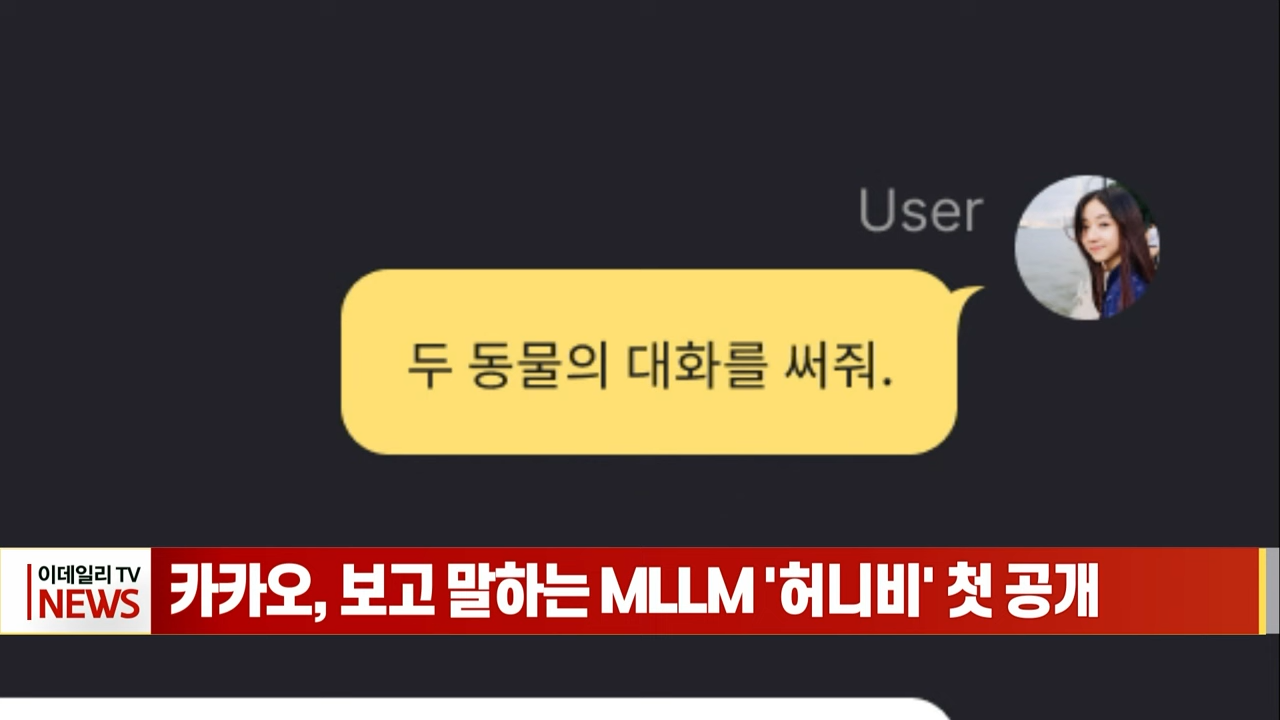 User
두 동물의 대화를 써줘.
이데일리 TV
NEWS
카카오, 보고 말하는 MLLM '허니비' 첫 공개